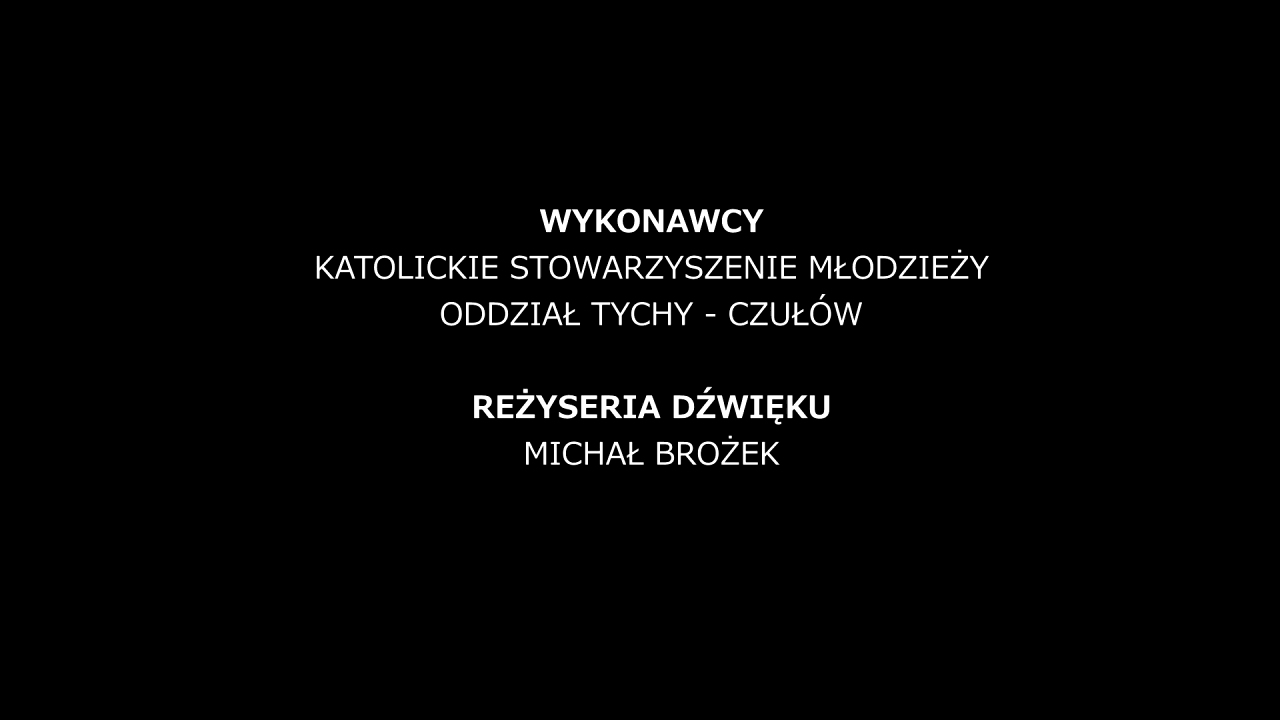 WYKONAWCY
KATOLICKIE STOWARZYSZENIE MŁODZIEŻY
ODDZIAŁ TYCHY - CZUŁÓW
REŻYSERIA DŹWIĘKU
MICHAŁ BROŻEK